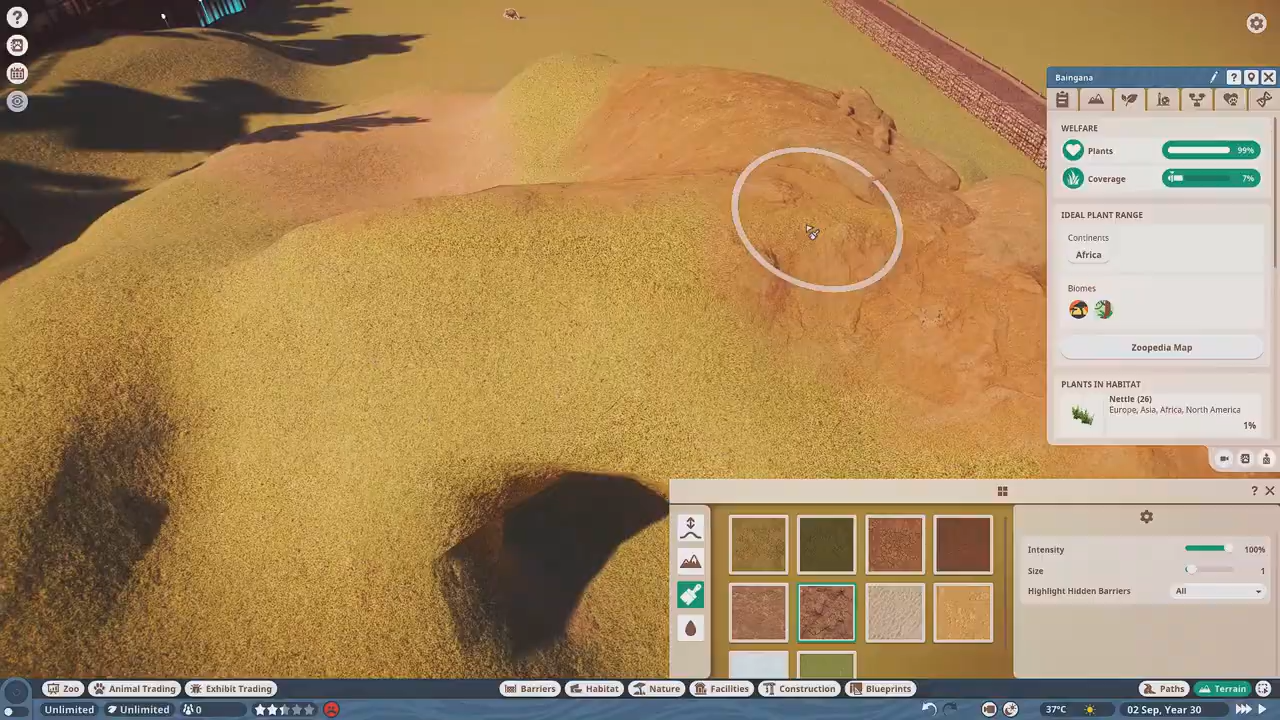 ?
Baingana
?
WELFARE
Plants 99%
Coverage 7%
IDEAL PLANT RANGE
Continents
Africa
Biomes
Zoopedia Map
PLANTS IN HABITAT
Nettle (26)
Europe, Asia, Africa, North America
1%
?
Intensity 100%
Size 1
Highlight Hidden Barriers All
Zoo Animal Trading Exhibit Trading Barriers Habitat Nature Facilities Construction Blueprints Paths Terrain
Unlimited Unlimited 0 37°C 02 Sep, Year 30